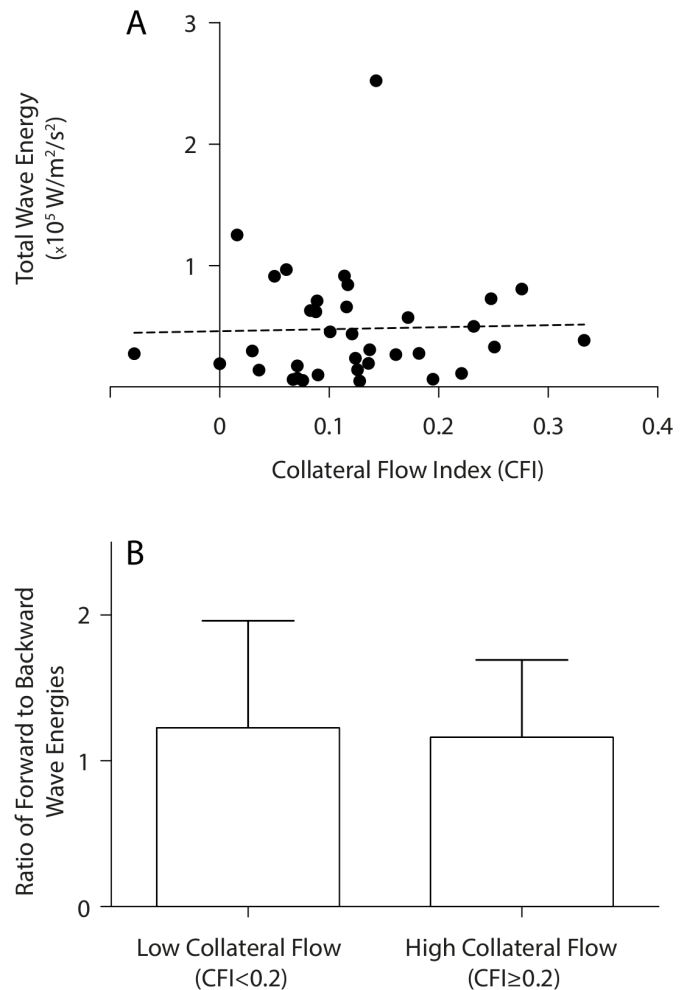 A
3
2
1
Total Wave Energy
(x10⁵ W/m²/s²)
0
0.1
0.2
0.3
0.4
Collateral Flow Index (CFI)
B
2
1
0
Ratio of Forward to Backward
Wave Energies
Low Collateral Flow
(CFI<0.2)
High Collateral Flow
(CFI≥0.2)